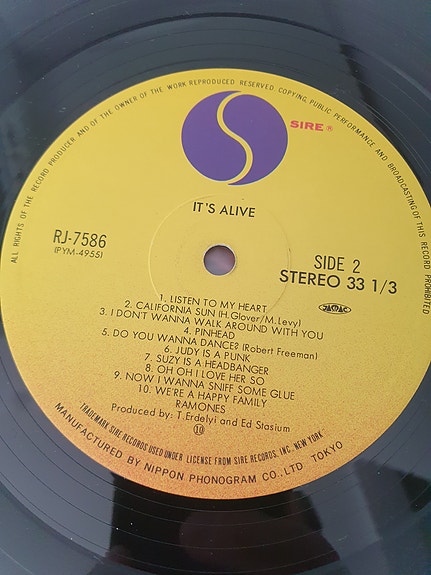 ALL RIGHTS OF THE RECORD PRODUCER AND OF THE OWNER OF THE WORK REPRODUCED RESERVED. COPYING, PUBLIC PERFORMANCE AND BROADCASTING OF THIS RECORD PROHIBITED
SIRE ®
IT'S ALIVE
RJ-7586
(PYM-4955)
SIDE 2
STEREO 33 1/3
1. LISTEN TO MY HEART
2. CALIFORNIA SUN (H.Glover/M.Levy)
3. I DON'T WANNA WALK AROUND WITH YOU
4. PINHEAD
5. DO YOU WANNA DANCE? (Robert Freeman)
6. JUDY IS A PUNK
7. SUZY IS A HEADBANGER
8. OH OH I LOVE HER SO
9. NOW I WANNA SNIFF SOME GLUE
10. WE'RE A HAPPY FAMILY
RAMONES
Produced by: T.Erdelyi and Ed Stasium
10
TRADEMARK SIRE RECORDS USED UNDER LICENSE FROM SIRE RECORDS, INC. NEW YORK
MANUFACTURED BY NIPPON PHONOGRAM CO.,LTD TOKYO